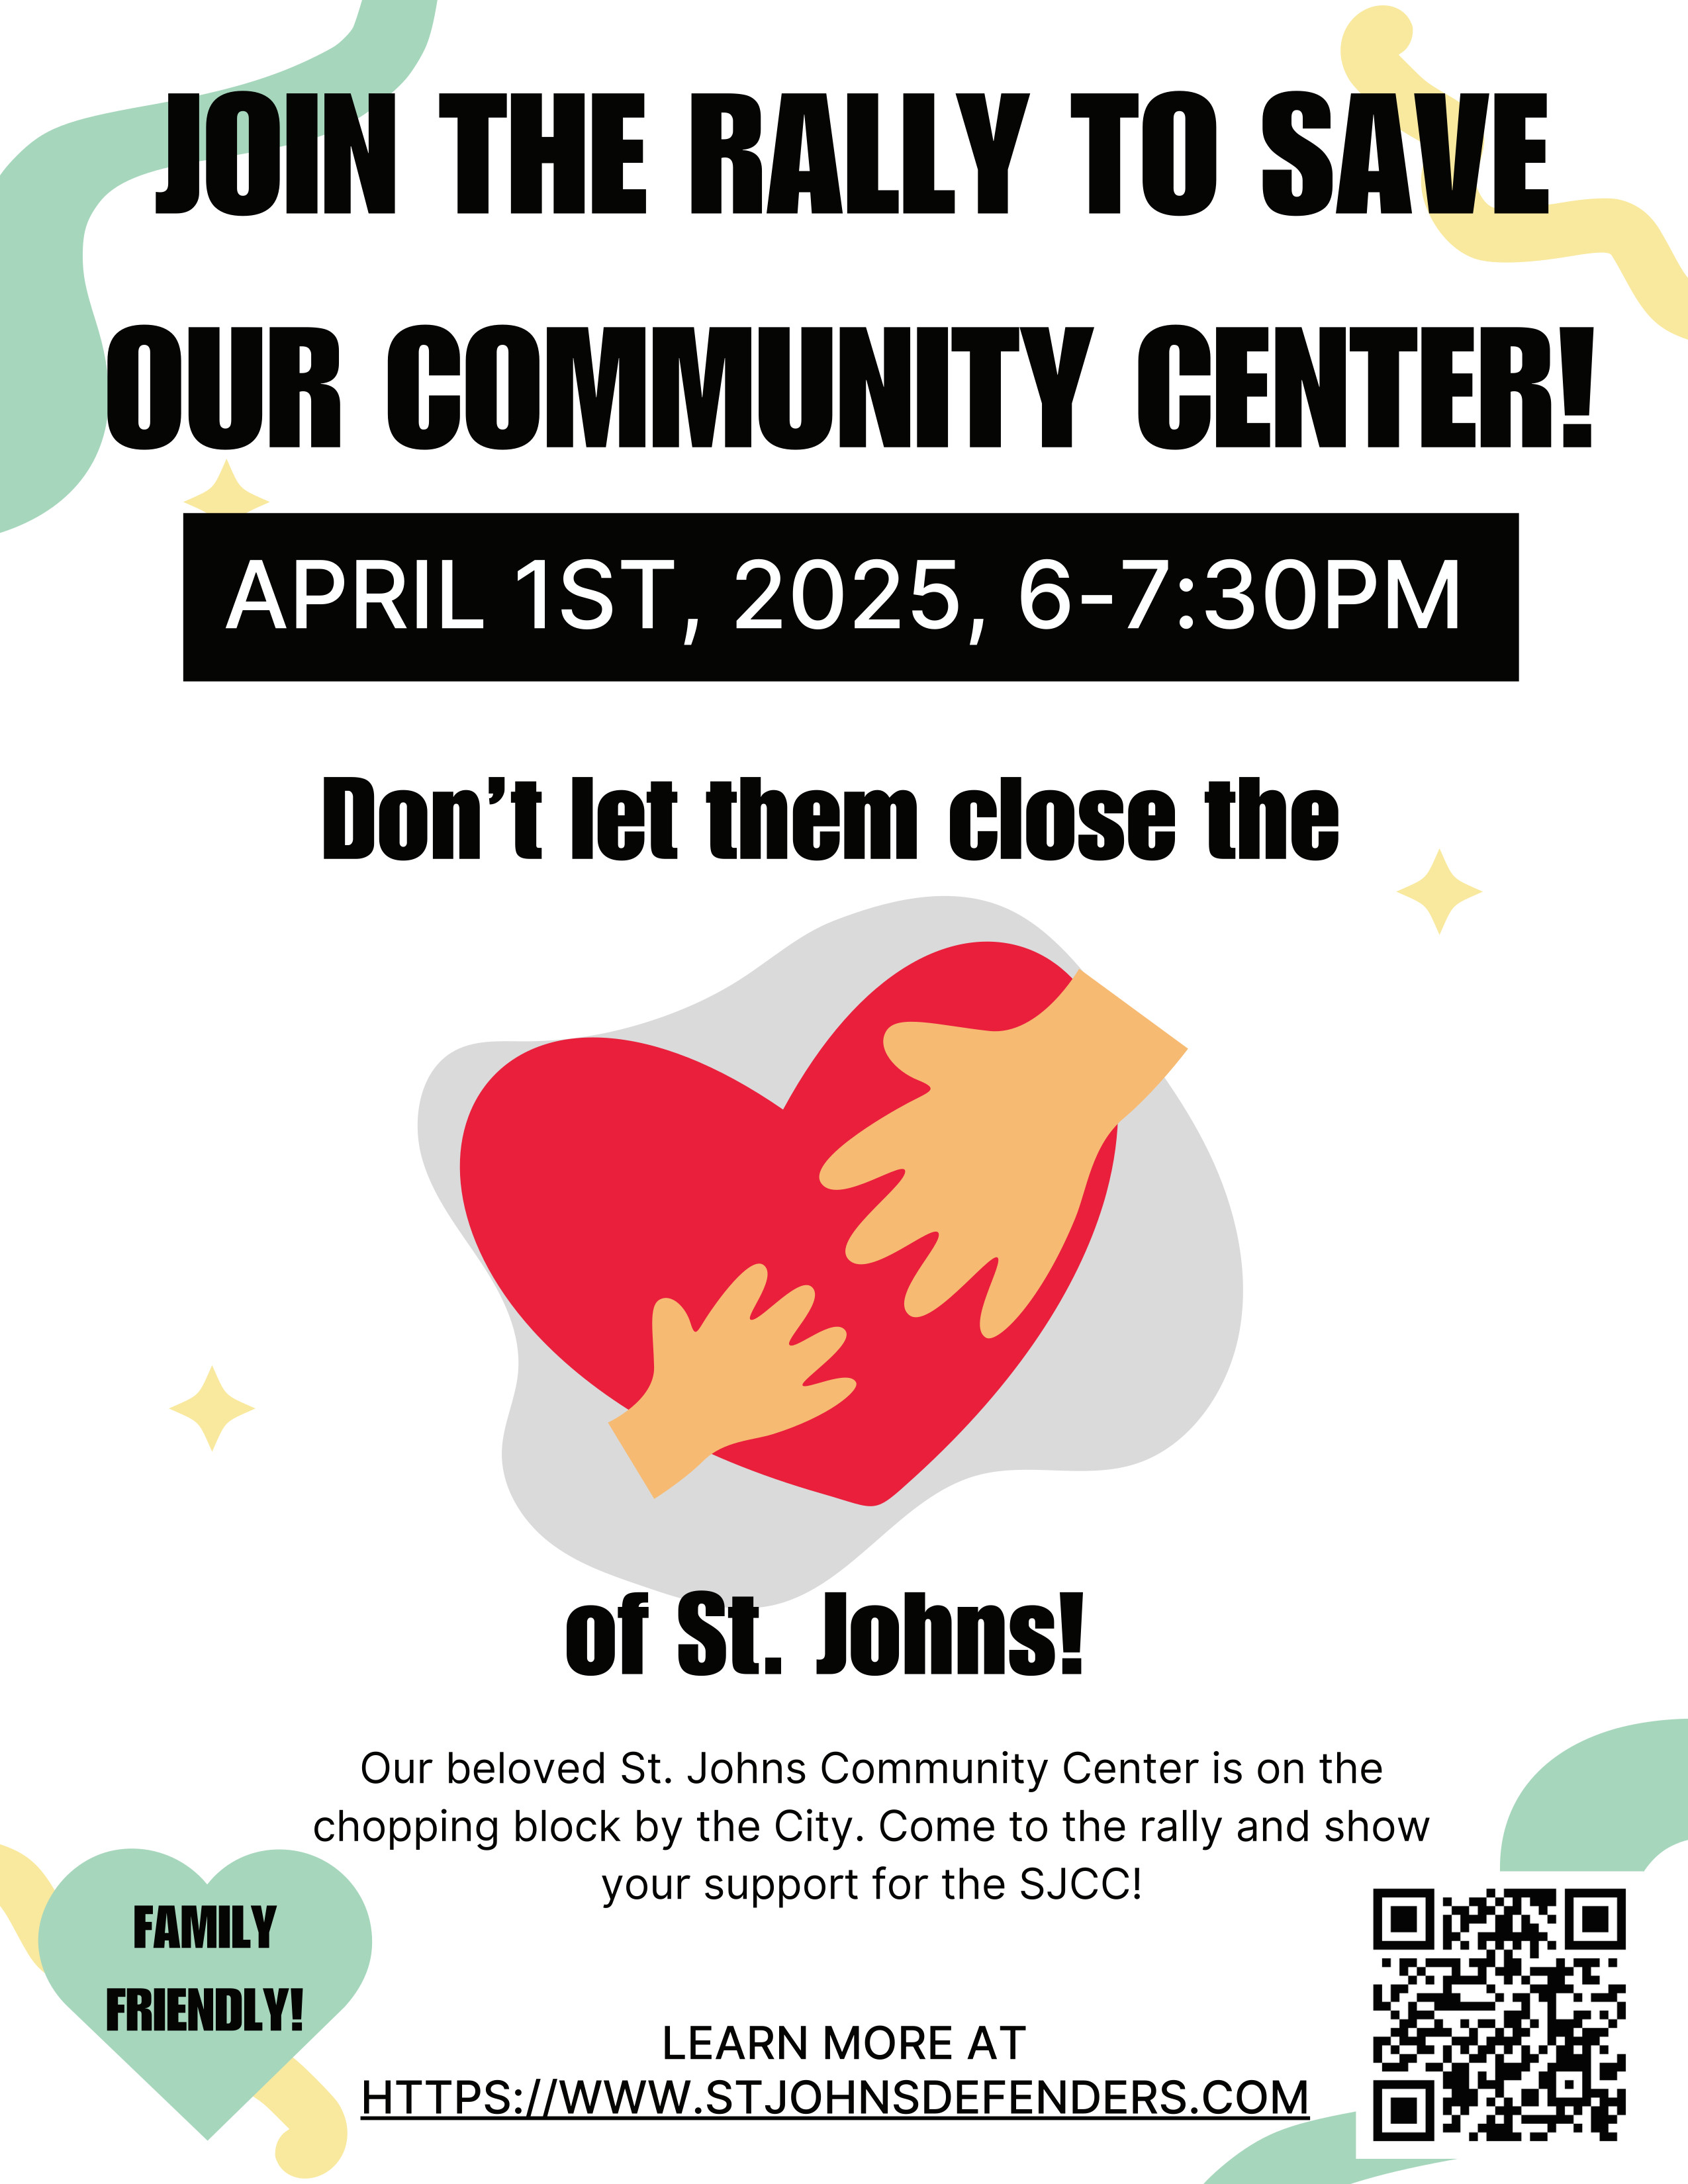 JOIN THE RALLY TO SAVE
OUR COMMUNITY CENTER!
APRIL 1ST, 2025, 6-7:30PM
Don't let them close the
of St. Johns!
Our beloved St. Johns Community Center is on the
chopping block by the City. Come to the rally and show
your support for the SJCC!
FAMILY
FRIENDLY!
LEARN MORE AT
HTTPS://WWW.STJOHNSDEFENDERS.COM